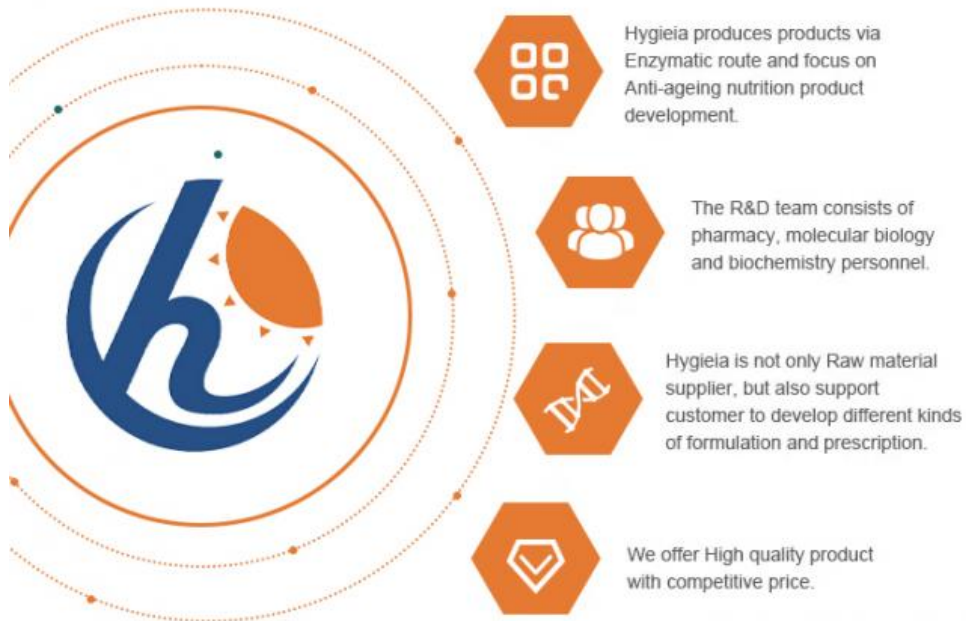 Hygieia produces products via
Enzymatic route and focus on
Anti-ageing nutrition product
development.
The R&D team consists of
pharmacy, molecular biology
and biochemistry personnel.
Hygieia is not only Raw material
supplier, but also support
customer to develop different kinds
of formulation and prescription.
We offer High quality product
with competitive price.